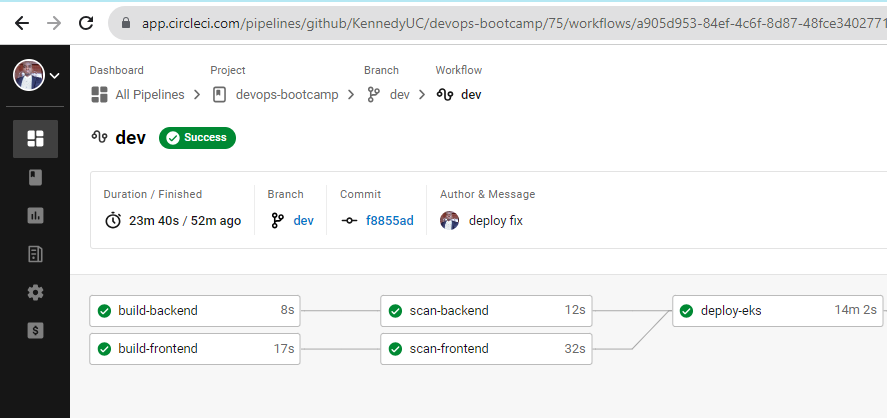 app.circleci.com/pipelines/github/KennedyUC/devops-bootcamp/75/workflows/a905d953-84ef-4c6f-8d87-48fce3402771
Dashboard Project Branch Workflow
All Pipelines devops-bootcamp dev dev
dev Success
Duration / Finished Branch Commit Author & Message
23m 40s / 52m ago dev f8855ad deploy fix
build-backend 8s scan-backend 12s deploy-eks 14m 2s
build-frontend 17s scan-frontend 32s